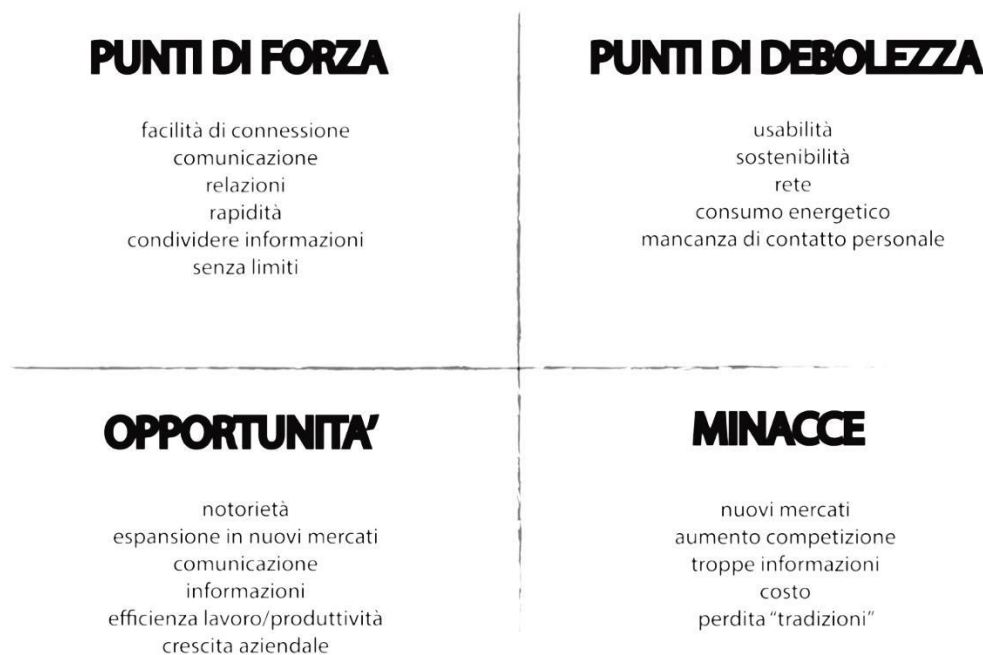 PUNTI DI FORZA
facilità di connessione
comunicazione
relazioni
rapidità
condividere informazioni
senza limiti
PUNTI DI DEBOLEZZA
usabilità
sostenibilità
rete
consumo energetico
mancanza di contatto personale
OPPORTUNITA'
notorietà
espansione in nuovi mercati
comunicazione
informazioni
efficienza lavoro/produttività
crescita aziendale
MINACCE
nuovi mercati
aumento competizione
troppe informazioni
costo
perdita “tradizioni”